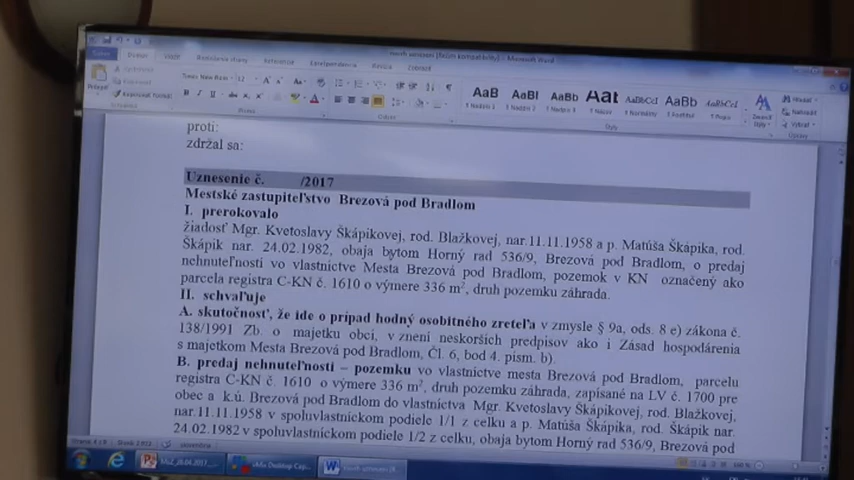 Microsoft Word
AaB AaBl AaBb Aat AaBbCcl AaBb AaBbCcl
proti:
zdržal sa:
Uznesenie č. /2017
Mestské zastupiteľstvo Brezová pod Bradlom
I. prerokovalo
žiadosť Mgr. Kvetoslavy Škápikovej, rod. Blažkovej, nar.11.11.1958 a p. Matúša Škápika, rod.
Škápik nar. 24.02.1982, obaja bytom Horný rad 536/9, Brezová pod Bradlom, o predaj
nehnuteľnosti vo vlastníctve Mesta Brezová pod Bradlom, pozemok v KN označený ako
parcela registra C-KN č. 1610 o výmere 336 m², druh pozemku záhrada.
II. schvaľuje
A. skutočnosť, že ide o prípad hodný osobitného zreteľa v zmysle § 9a, ods. 8 e) zákona č.
138/1991 Zb. o majetku obcí, v znení neskorších predpisov ako i Zásad hospodárenia
s majetkom Mesta Brezová pod Bradlom, Čl. 6, bod 4. písm. b).
B. predaj nehnuteľnosti – pozemku vo vlastníctve mesta Brezová pod Bradlom, parcelu
registra C-KN č. 1610 o výmere 336 m², druh pozemku záhrada, zapísané na LV č. 1700 pre
obec a k.ú. Brezová pod Bradlom do vlastníctva Mgr. Kvetoslavy Škápikovej, rod. Blažkovej,
nar.11.11.1958 v spoluvlastníckom podiele 1/1 z celku a p. Matúša Škápika, rod. Škápik nar.
24.02.1982 v spoluvlastníckom podiele 1/2 z celku, obaja bytom Horný rad 536/9, Brezová pod